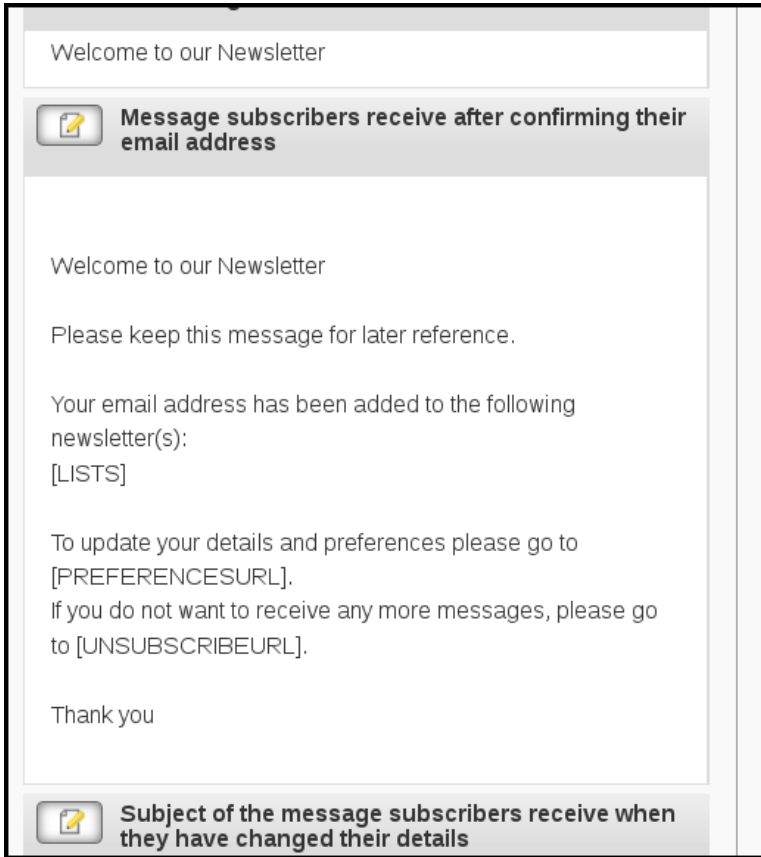 Welcome to our Newsletter
Message subscribers receive after confirming their
email address
Welcome to our Newsletter
Please keep this message for later reference.
Your email address has been added to the following
newsletter(s):
[LISTS]
To update your details and preferences please go to
[PREFERENCESURL].
If you do not want to receive any more messages, please go
to [UNSUBSCRIBEURL].
Thank you
Subject of the message subscribers receive when
they have changed their details